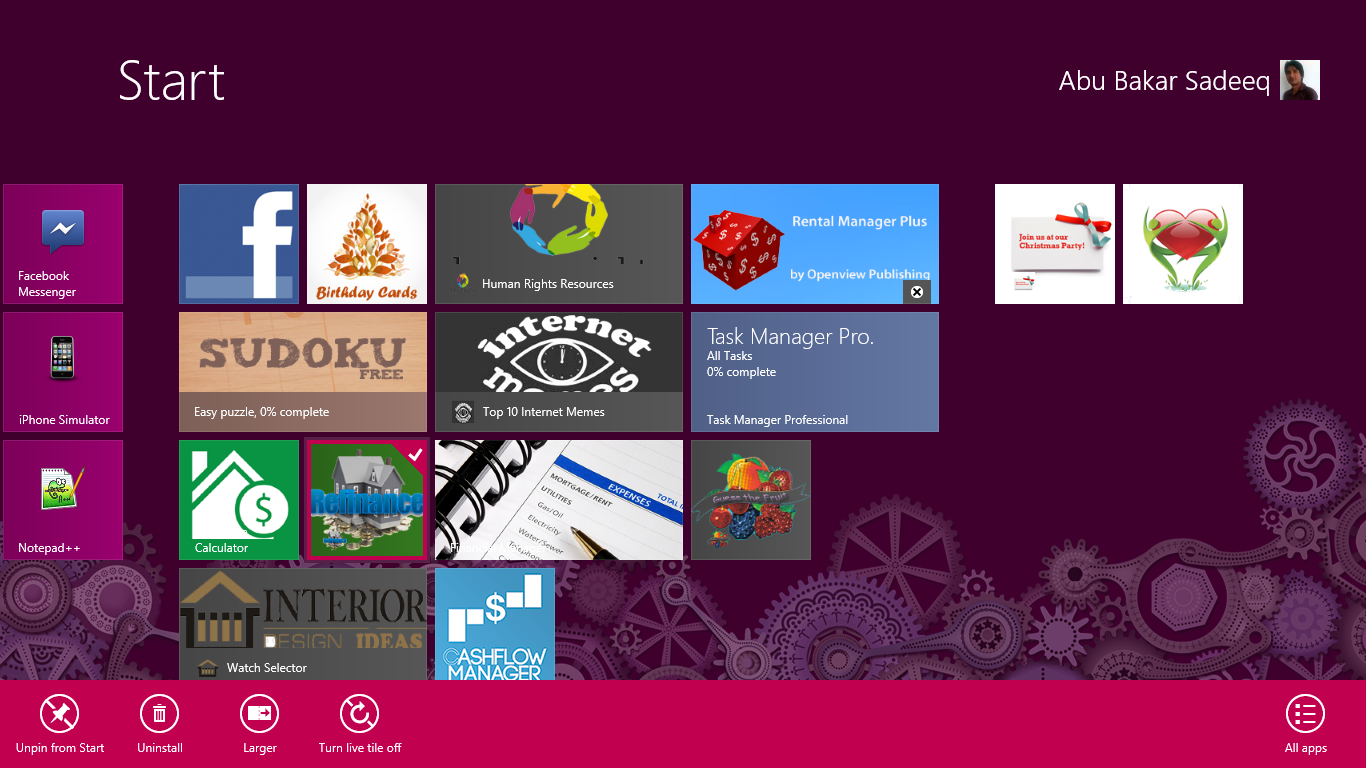 Start
Abu Bakar Sadeeq
Facebook
Messenger
f
Birthday Cards
Human Rights Resources
Rental Manager Plus
by Openview Publishing
Join us at our
Christmas Party!
iPhone Simulator
SUDOKU
FREE
Easy puzzle, 0% complete
internet
memes
Top 10 Internet Memes
Task Manager Pro.
All Tasks
0% complete
Task Manager Professional
Notepad++
$
Calculator
Refinance
EXPENSES
TOTAL
MORTGAGE/RENT
UTILITIES
Gas/Oil
Electricity
Water/Sewer
Telephone
Guess the Fruit
INTERIOR
DESIGN IDEAS
Watch Selector
$
CASHFLOW
MANAGER
Unpin from Start
Uninstall
Larger
Turn live tile off
All apps